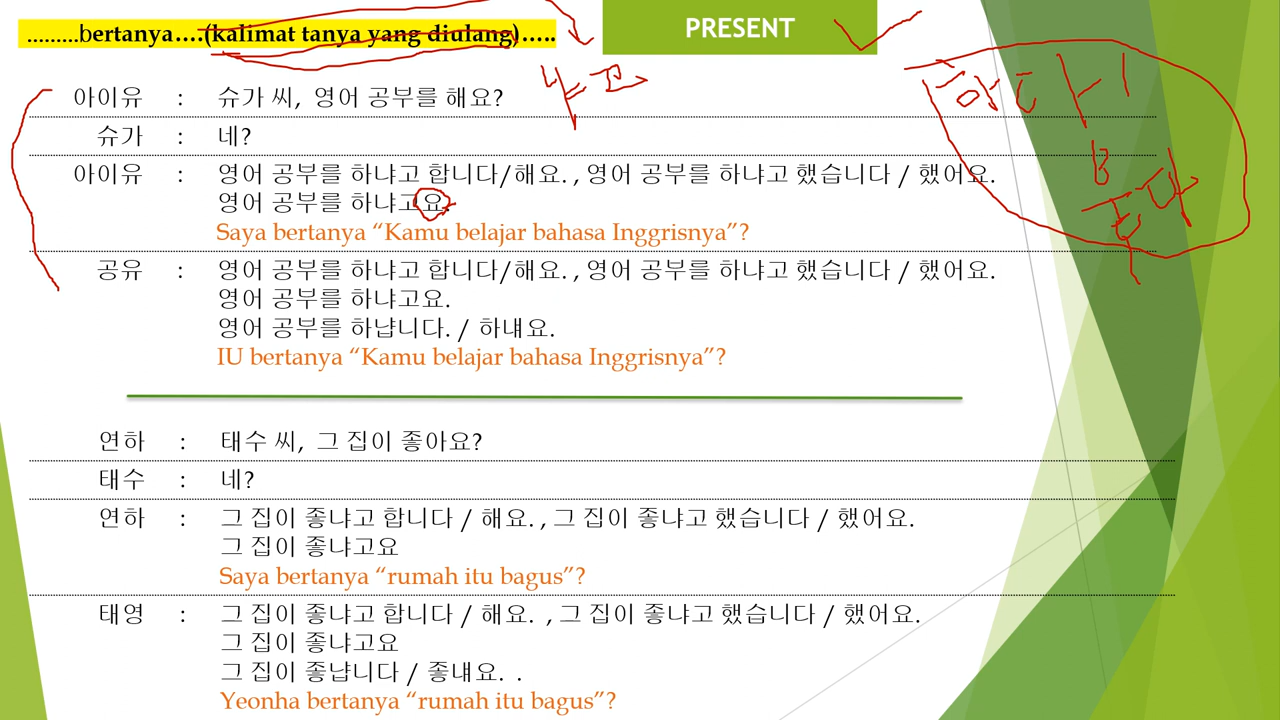 .........bertanya....(kalimat tanya yang diulang).....
PRESENT
아이유 : 슈가 씨, 영어 공부를 해요?
슈가 : 네?
아이유 : 영어 공부를 하냐고 합니다/해요. , 영어 공부를 하냐고 했습니다 / 했어요.
영어 공부를 하냐고요.
Saya bertanya “Kamu belajar bahasa Inggrisnya”?
공유 : 영어 공부를 하냐고 합니다/해요. , 영어 공부를 하냐고 했습니다 / 했어요.
영어 공부를 하냐고요.
영어 공부를 하냡니다. / 하냬요.
IU bertanya “Kamu belajar bahasa Inggrisnya”?
연하 : 태수 씨, 그 집이 좋아요?
태수 : 네?
연하 : 그 집이 좋냐고 합니다 / 해요. , 그 집이 좋냐고 했습니다 / 했어요.
그 집이 좋냐고요
Saya bertanya “rumah itu bagus”?
태영 : 그 집이 좋냐고 합니다 / 해요. , 그 집이 좋냐고 했습니다 / 했어요.
그 집이 좋냐고요
그 집이 좋냡니다 / 좋냬요. .
Yeonha bertanya “rumah itu bagus”?
하다